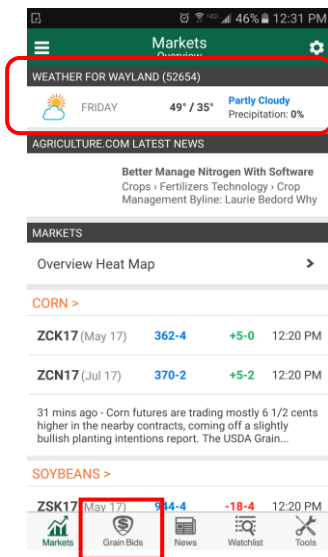 46% 12:31 PM
Markets
Overview
WEATHER FOR WAYLAND (52654)
FRIDAY 49° / 35° Partly Cloudy
Precipitation: 0%
AGRICULTURE.COM LATEST NEWS
Better Manage Nitrogen With Software
Crops › Fertilizers Technology › Crop
Management Byline: Laurie Bedord Why
MARKETS
Overview Heat Map >
CORN >
ZCK17 (May 17) 362-4 +5-0 12:20 PM
ZCN17 (Jul 17) 370-2 +5-2 12:20 PM
31 mins ago - Corn futures are trading mostly 6 1/2 cents
higher in the nearby contracts, coming off a slightly
bullish planting intentions report. The USDA Grain...
SOYBEANS >
ZSK17 (May 17) 944-4 -18-4 12:20 PM
Markets Grain Bids News Watchlist Tools